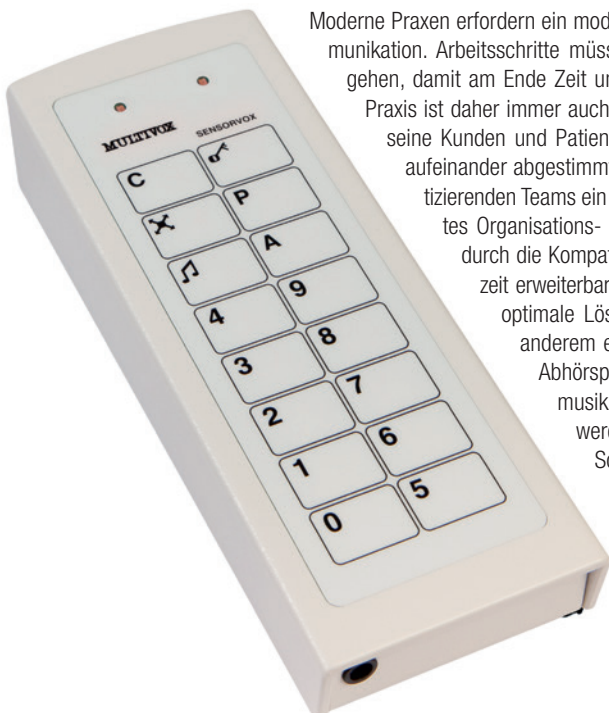 Moderne Praxen erfordern ein mod
munikation. Arbeitsschritte müss
gehen, damit am Ende Zeit un
Praxis ist daher immer auch
seine Kunden und Patien
aufeinander abgestimm
tizierenden Teams ein
tes Organisations-
durch die Kompat
zeit erweiterbar
optimale Lös
anderem e
Abhörsp
musik
werd
MULTIVOX SENSORVOX
C
P
A
4 9
3 8
2 7
1 6
0 5